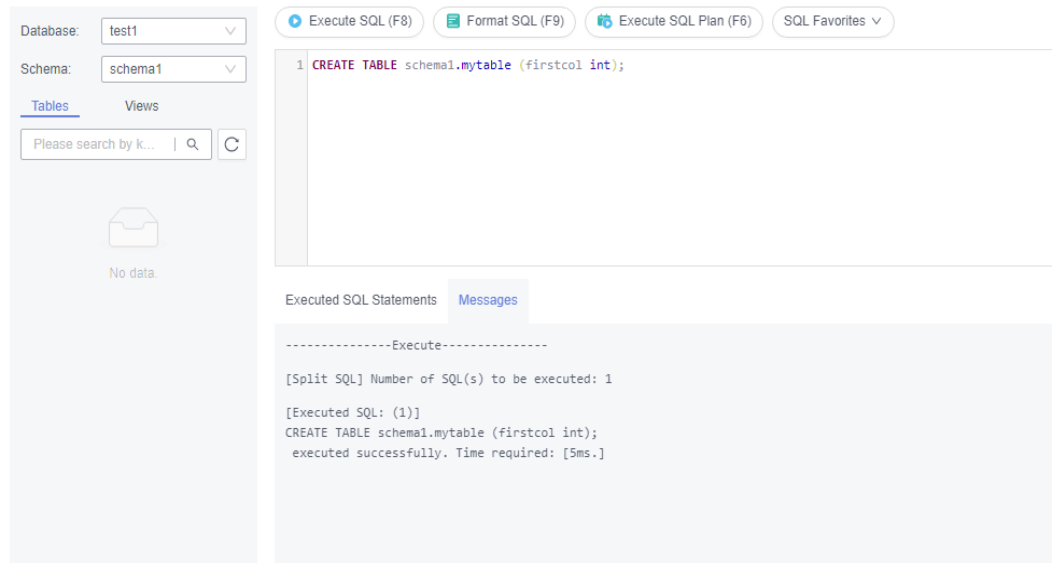 Database: test1
Schema: schema1
Tables Views
Please search by k...
No data.
Execute SQL (F8) Format SQL (F9) Execute SQL Plan (F6) SQL Favorites
1 CREATE TABLE schema1.mytable (firstcol int);
Executed SQL Statements Messages
---------------Execute---------------
[Split SQL] Number of SQL(s) to be executed: 1
[Executed SQL: (1)]
CREATE TABLE schema1.mytable (firstcol int);
executed successfully. Time required: [5ms.]